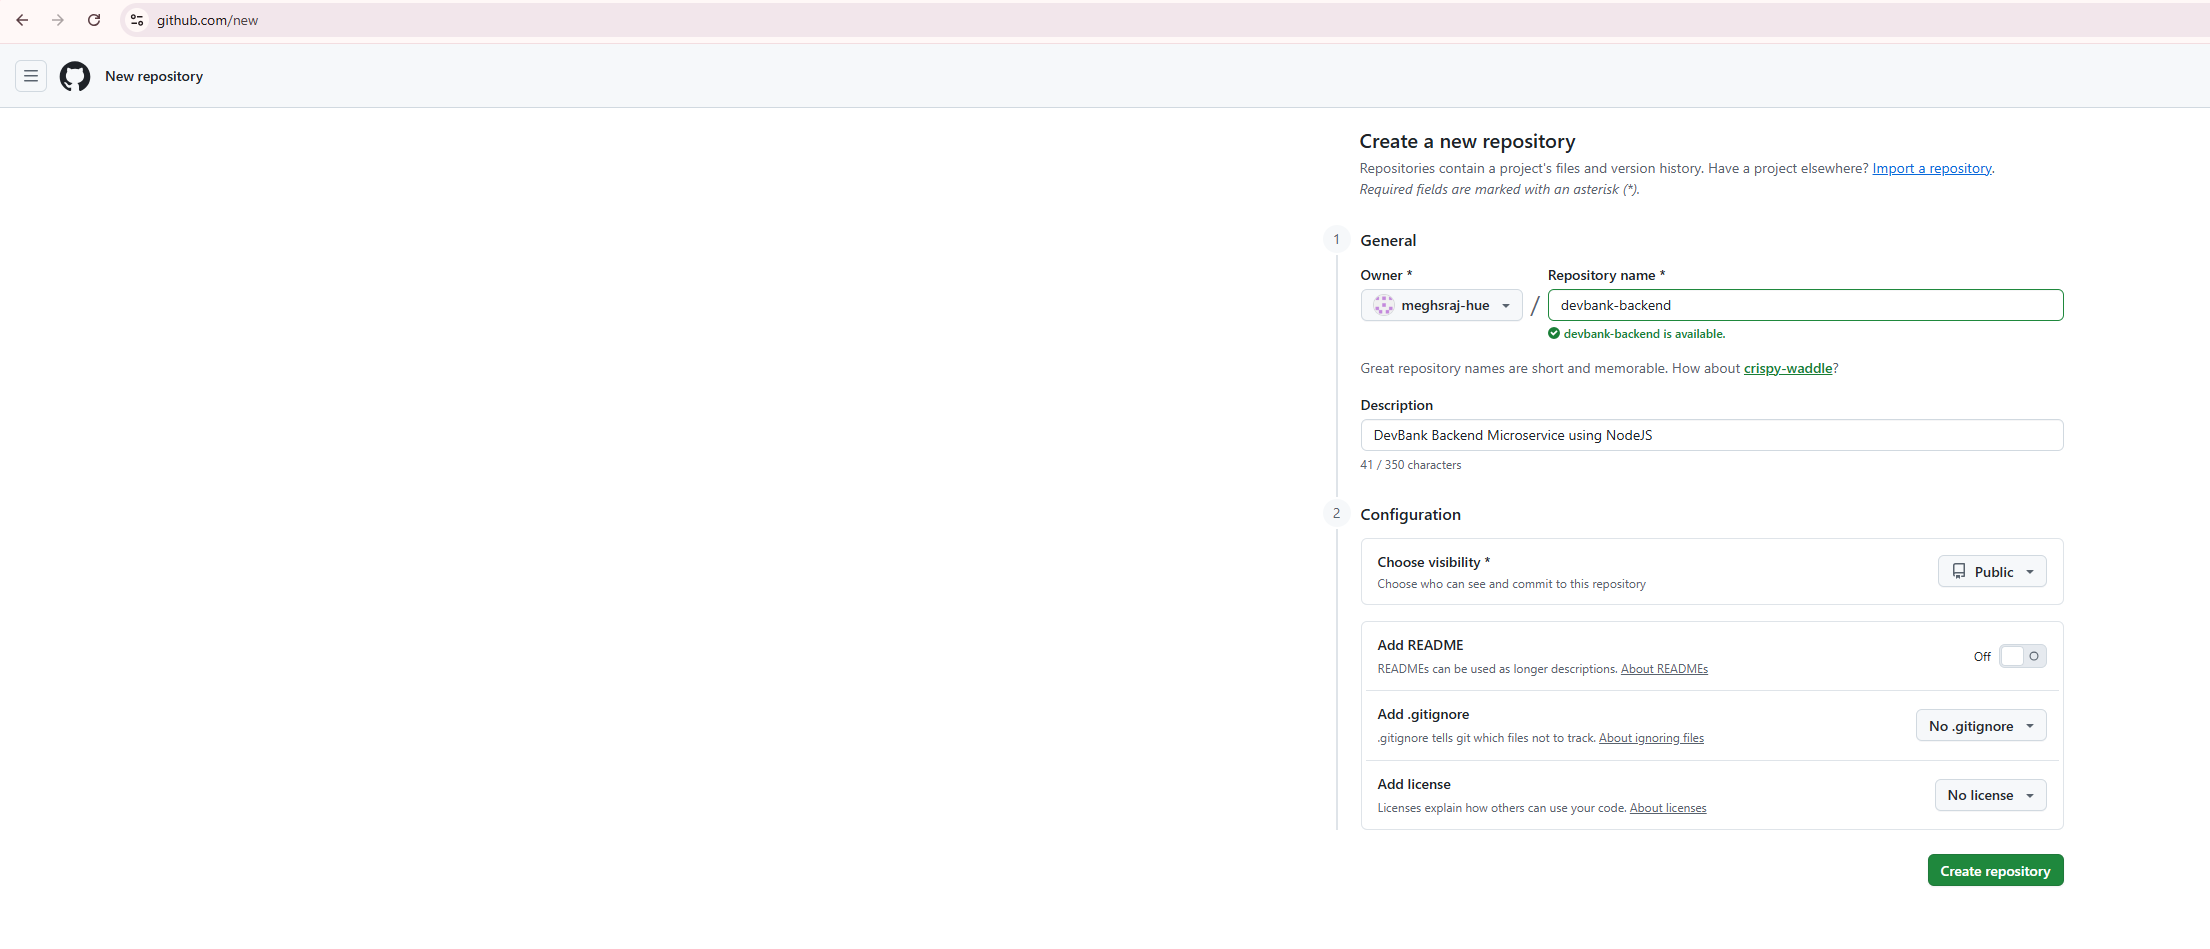 github.com/new
New repository
Create a new repository
Repositories contain a project's files and version history. Have a project elsewhere? Import a repository.
Required fields are marked with an asterisk (*).
1 General
Owner * Repository name *
meghsraj-hue / devbank-backend
devbank-backend is available.
Great repository names are short and memorable. How about crispy-waddle?
Description
DevBank Backend Microservice using NodeJS
41 / 350 characters
2 Configuration
Choose visibility *
Choose who can see and commit to this repository
Public
Add README
READMEs can be used as longer descriptions. About READMEs
Off
Add .gitignore
.gitignore tells git which files not to track. About ignoring files
No .gitignore
Add license
Licenses explain how others can use your code. About licenses
No license
Create repository